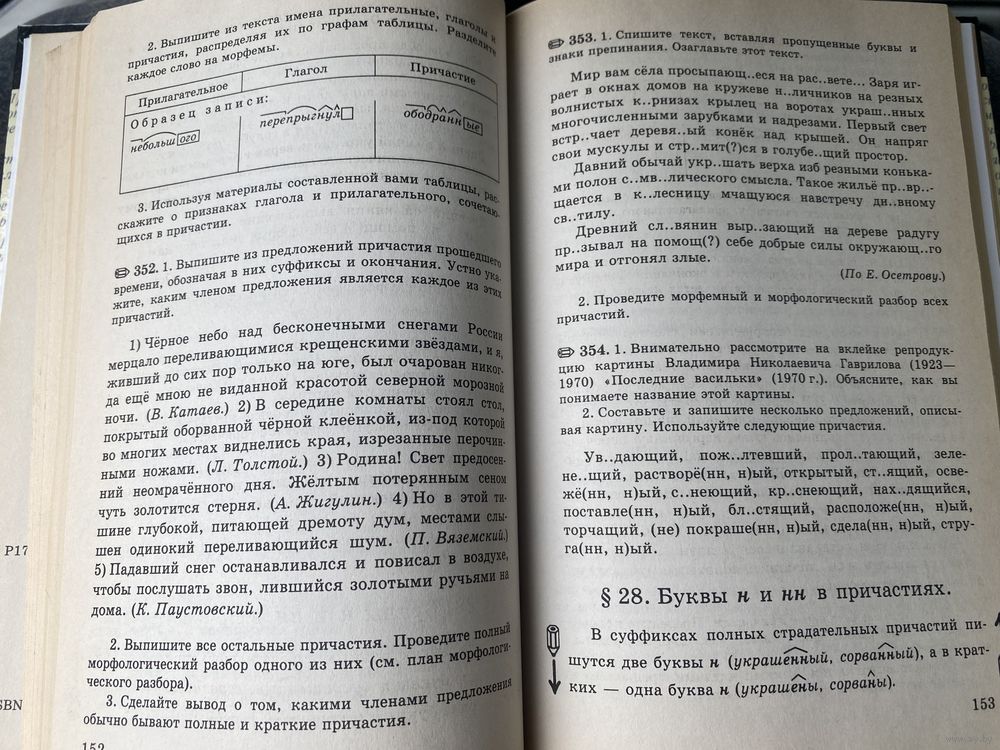 2. Выпишите из текста имена прилагательные, глаголы и
причастия, распределяя их по графам таблицы. Разделите
каждое слово на морфемы.
Прилагательное
Глагол
Причастие
Образец записи:
небольшого
перепрыгнул
ободранные
3. Используя материалы составленной вами таблицы, рас-
скажите о признаках глагола и прилагательного, сочетаю-
щихся в причастии.
352. 1. Выпишите из предложений причастия прошедшего
времени, обозначая в них суффиксы и окончания. Устно ука-
жите, каким членом предложения является каждое из этих
причастий.
1) Чёрное небо над бесконечными снегами России
мерцало переливающимися крещенскими звёздами, и я,
живший до сих пор только на юге, был очарован никог-
да ещё мною не виданной красотой северной морозной
ночи. (В. Катаев.) 2) В середине комнаты стоял стол,
покрытый оборванной чёрной клеёнкой, из-под которой
во многих местах виднелись края, изрезанные перочин-
ными ножами. (Л. Толстой.) 3) Родина! Свет предосен-
ний неомрачённого дня. Жёлтым потерянным сеном
чуть золотится стерня. (А. Жигулин.) 4) Но в этой ти-
шине глубокой, питающей дремоту дум, местами слы-
шен одинокий переливающийся шум. (П. Вяземский.)
5) Падавший снег останавливался и повисал в воздухе,
чтобы послушать звон, лившийся золотыми ручьями на
дома. (К. Паустовский.)
2. Выпишите все остальные причастия. Проведите полный
морфологический разбор одного из них (см. план морфологи-
ческого разбора).
3. Сделайте вывод о том, какими членами предложения
обычно бывают полные и краткие причастия.
152
Р17
SBN
353. 1. Спишите текст, вставляя пропущенные буквы и
знаки препинания. Озаглавьте этот текст.
Мир вам сёла просыпающ..еся на рас..вете... Заря иг-
рает в окнах домов на кружеве н..личников на резных
волнистых к..рнизах крылец на воротах украш..нных
многочисленными зарубками и надрезами. Первый свет
встр..чает деревя..ый конёк над крышей. Он напряг
свои мускулы и стр..мит(?)ся в голубе..щий простор.
Давний обычай укр..шать верха изб резными конька-
ми полон с..мв..лического смысла. Такое жильё пр..вр..-
щается в к..лесницу мчащуюся навстречу дн..вному
св..тилу.
Древний сл..вянин выр..зающий на дереве радугу
пр..зывал на помощ(?) себе добрые силы окружающ..го
мира и отгонял злые.
(По Е. Осетрову.)
2. Проведите морфемный и морфологический разбор всех
причастий.
354. 1. Внимательно рассмотрите на вклейке репродук-
цию картины Владимира Николаевича Гаврилова (1923—
1970) «Последние васильки» (1970 г.). Объясните, как вы
понимаете название этой картины.
2. Составьте и запишите несколько предложений, описы-
вая картину. Используйте следующие причастия.
Ув..дающий, пож..лтевший, прол..тающий, зеле-
не..щий, растворё(нн, н)ый, открытый, ст..ящий, осве-
жё(нн, н)ый, с..неющий, кр..снеющий, нах..дящийся,
поставле(нн, н)ый, бл..стящий, расположе(нн, н)ый,
торчащий, (не) покраше(нн, н)ый, сдела(нн, н)ый, стру-
га(нн, н)ый.
§ 28. Буквы н и нн в причастиях.
В суффиксах полных страдательных причастий пи-
шутся две буквы н (украшенный, сорванный), а в крат-
ких — одна буква н (украшены, сорваны).
153